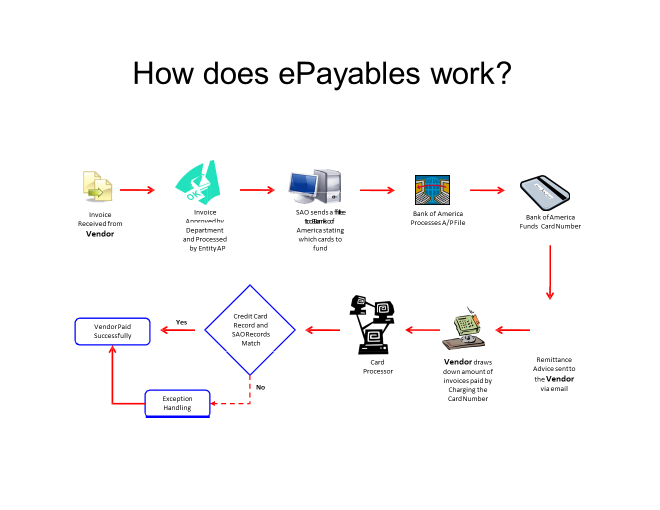 How does ePayables work?
Invoice
Received from
Vendor
Invoice
Approved by
Department
and Processed
by Entity AP
SAO sends a file
to Bank of
America stating
which cards to
fund
Bank of America
Processes A/P File
Bank of America
Funds Card Number
Remittance
Advice sent to
the Vendor
via email
Vendor draws
down amount of
invoices paid by
Charging the
Card Number
Card
Processor
Credit Card
Record and
SAO Records
Match
Yes
No
Vendor Paid
Successfully
Exception
Handling
OK